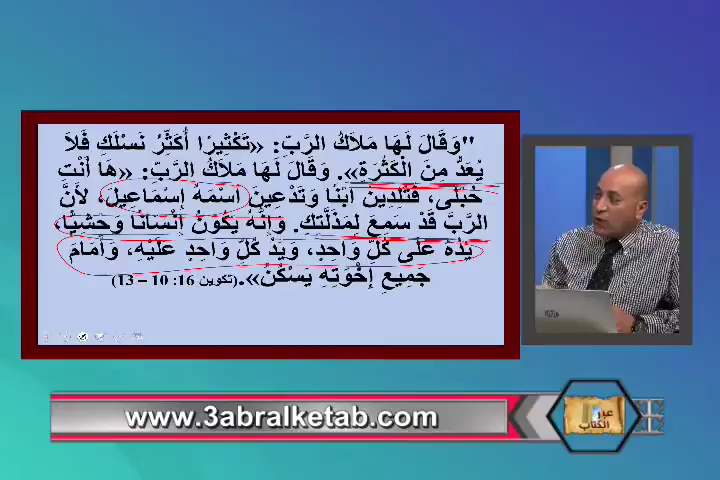 "وَقَالَ لَهَا مَلاَكُ الرَّبِّ: «تَكْثِيرًا أُكَثِّرُ نَسْلَكِ فَلاَ
يُعَدُّ مِنَ الْكَثْرَةِ». وَقَالَ لَهَا مَلاَكُ الرَّبِّ: «هَا أَنْتِ
حُبْلَى، فَتَلِدِينَ ابْنًا وَتَدْعِينَ اسْمَهُ إِسْمَاعِيلَ، لأَنَّ
الرَّبَّ قَدْ سَمِعَ لِمَذَلَّتِكِ. وَإِنَّهُ يَكُونُ إِنْسَانًا وَحْشِيًّا،
يَدُهُ عَلَى كُلِّ وَاحِدٍ، وَيَدُ كُلِّ وَاحِدٍ عَلَيْهِ، وَأَمَامَ
جَمِيعِ إِخْوَتِهِ يَسْكُنُ».(تكوين 16: 10 – 13)
www.3abralketab.com
عبر
الكتاب
hp